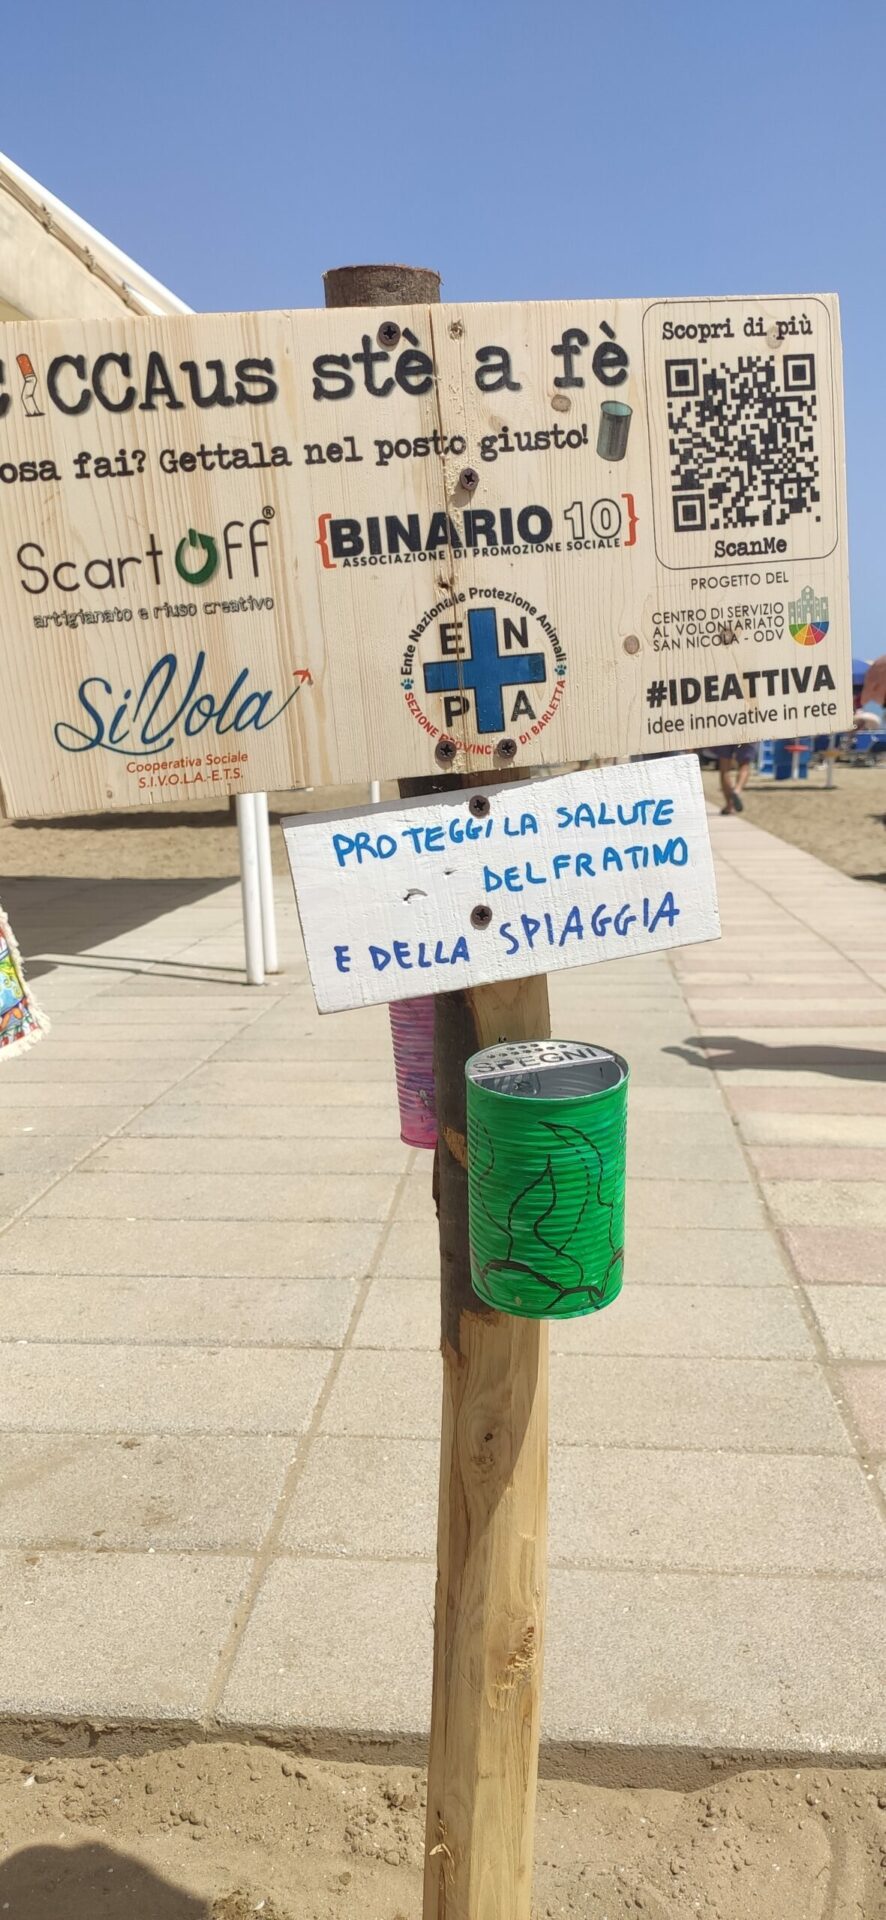 CICCAus stè a fè
osa fai? Gettala nel posto giusto!
ScartOff®
artigianato e riuso creativo
{BINARIO 10}
ASSOCIAZIONE DI PROMOZIONE SOCIALE
SiVola
Cooperativa Sociale
S.I.V.O.L.A.-E.T.S.
Ente Nazionale Protezione Animali
E N
P A
SEZIONE PROVINCIALE DI BARLETTA
Scopri di più
ScanMe
PROGETTO DEL
CENTRO DI SERVIZIO
AL VOLONTARIATO
SAN NICOLA - ODV
#IDEATTIVA
idee innovative in rete
PROTEGGI LA SALUTE
DEL FRATINO
E DELLA SPIAGGIA
SPEGNI